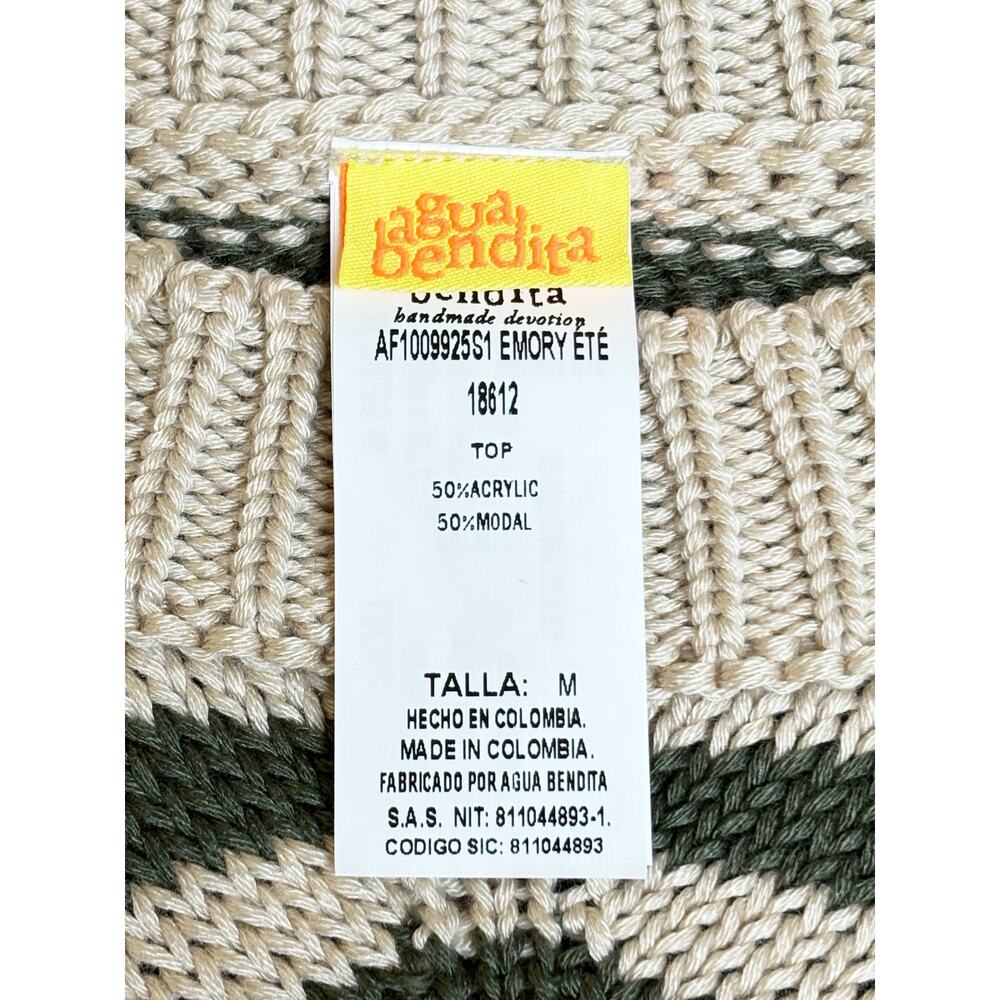 agua
bendita
bendita
handmade devotion
AF1009925S1 EMORY ÉTÉ
18612
TOP
50%ACRYLIC
50%MODAL
TALLA: M
HECHO EN COLOMBIA.
MADE IN COLOMBIA.
FABRICADO POR AGUA BENDITA
S.A.S. NIT: 811044893-1.
CODIGO SIC: 811044893